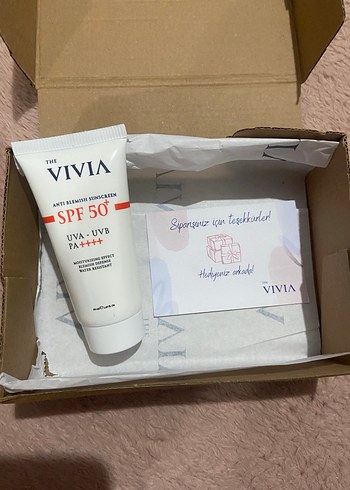 THE
VIVIA
ANTI BLEMISH SUNSCREEN
SPF 50+
UVA - UVB
PA++++
MOISTURIZING EFFECT
BLEMISH DEFENSE
WATER RESISTANT
Siparişiniz için teşekkürler!
Hediyeniz arkada!
THE
VIVIA